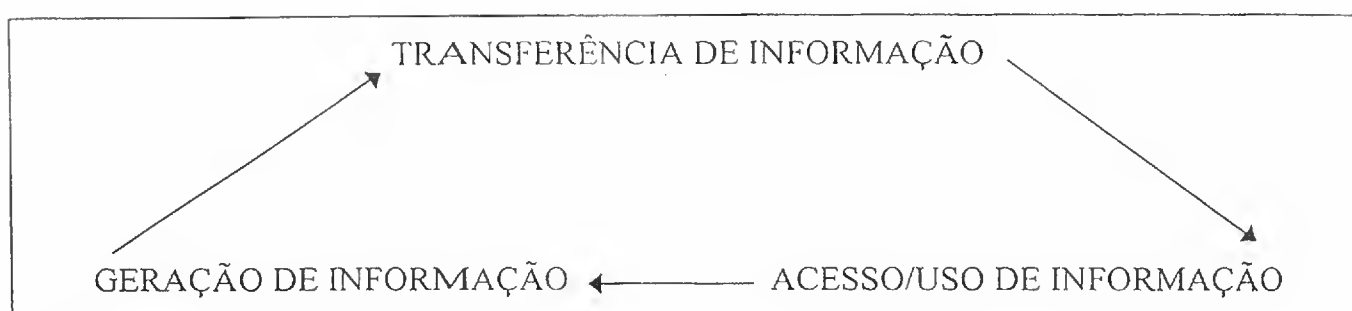 TRANSFERÊNCIA DE INFORMAÇÃO
GERAÇÃO DE INFORMAÇÃO
ACESSO/USO DE INFORMAÇÃO